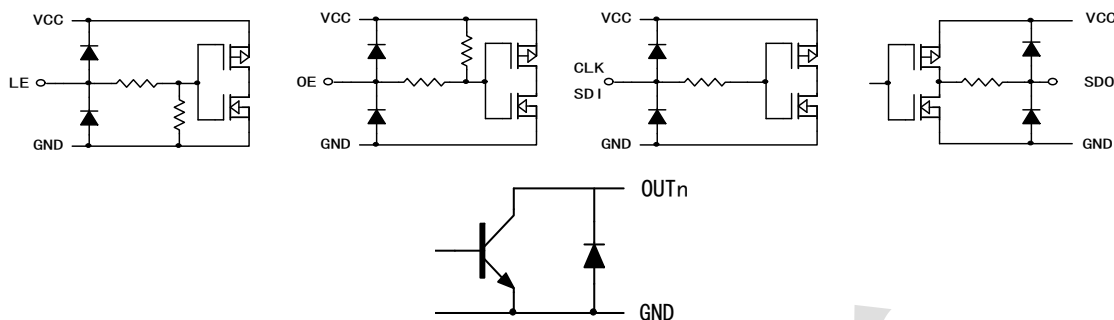 VCC VCC VCC VCC
LE OE CLK SDO
SDI
GND GND GND GND
OUTn
GND